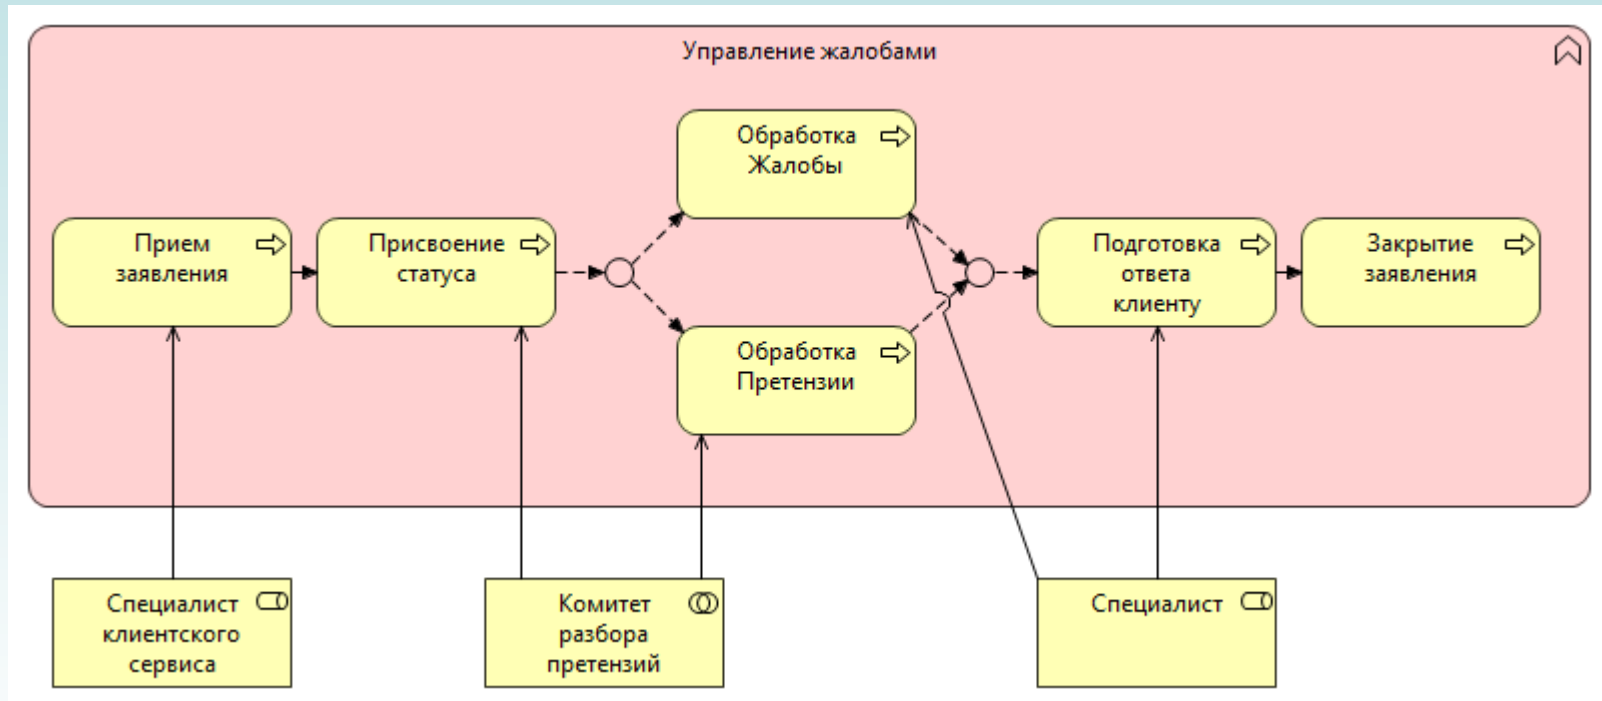 Управление жалобами
Обработка
Жалобы
Прием
заявления
Присвоение
статуса
Обработка
Претензии
Подготовка
ответа
клиенту
Закрытие
заявления
Специалист
клиентского
сервиса
Комитет
разбора
претензий
Специалист